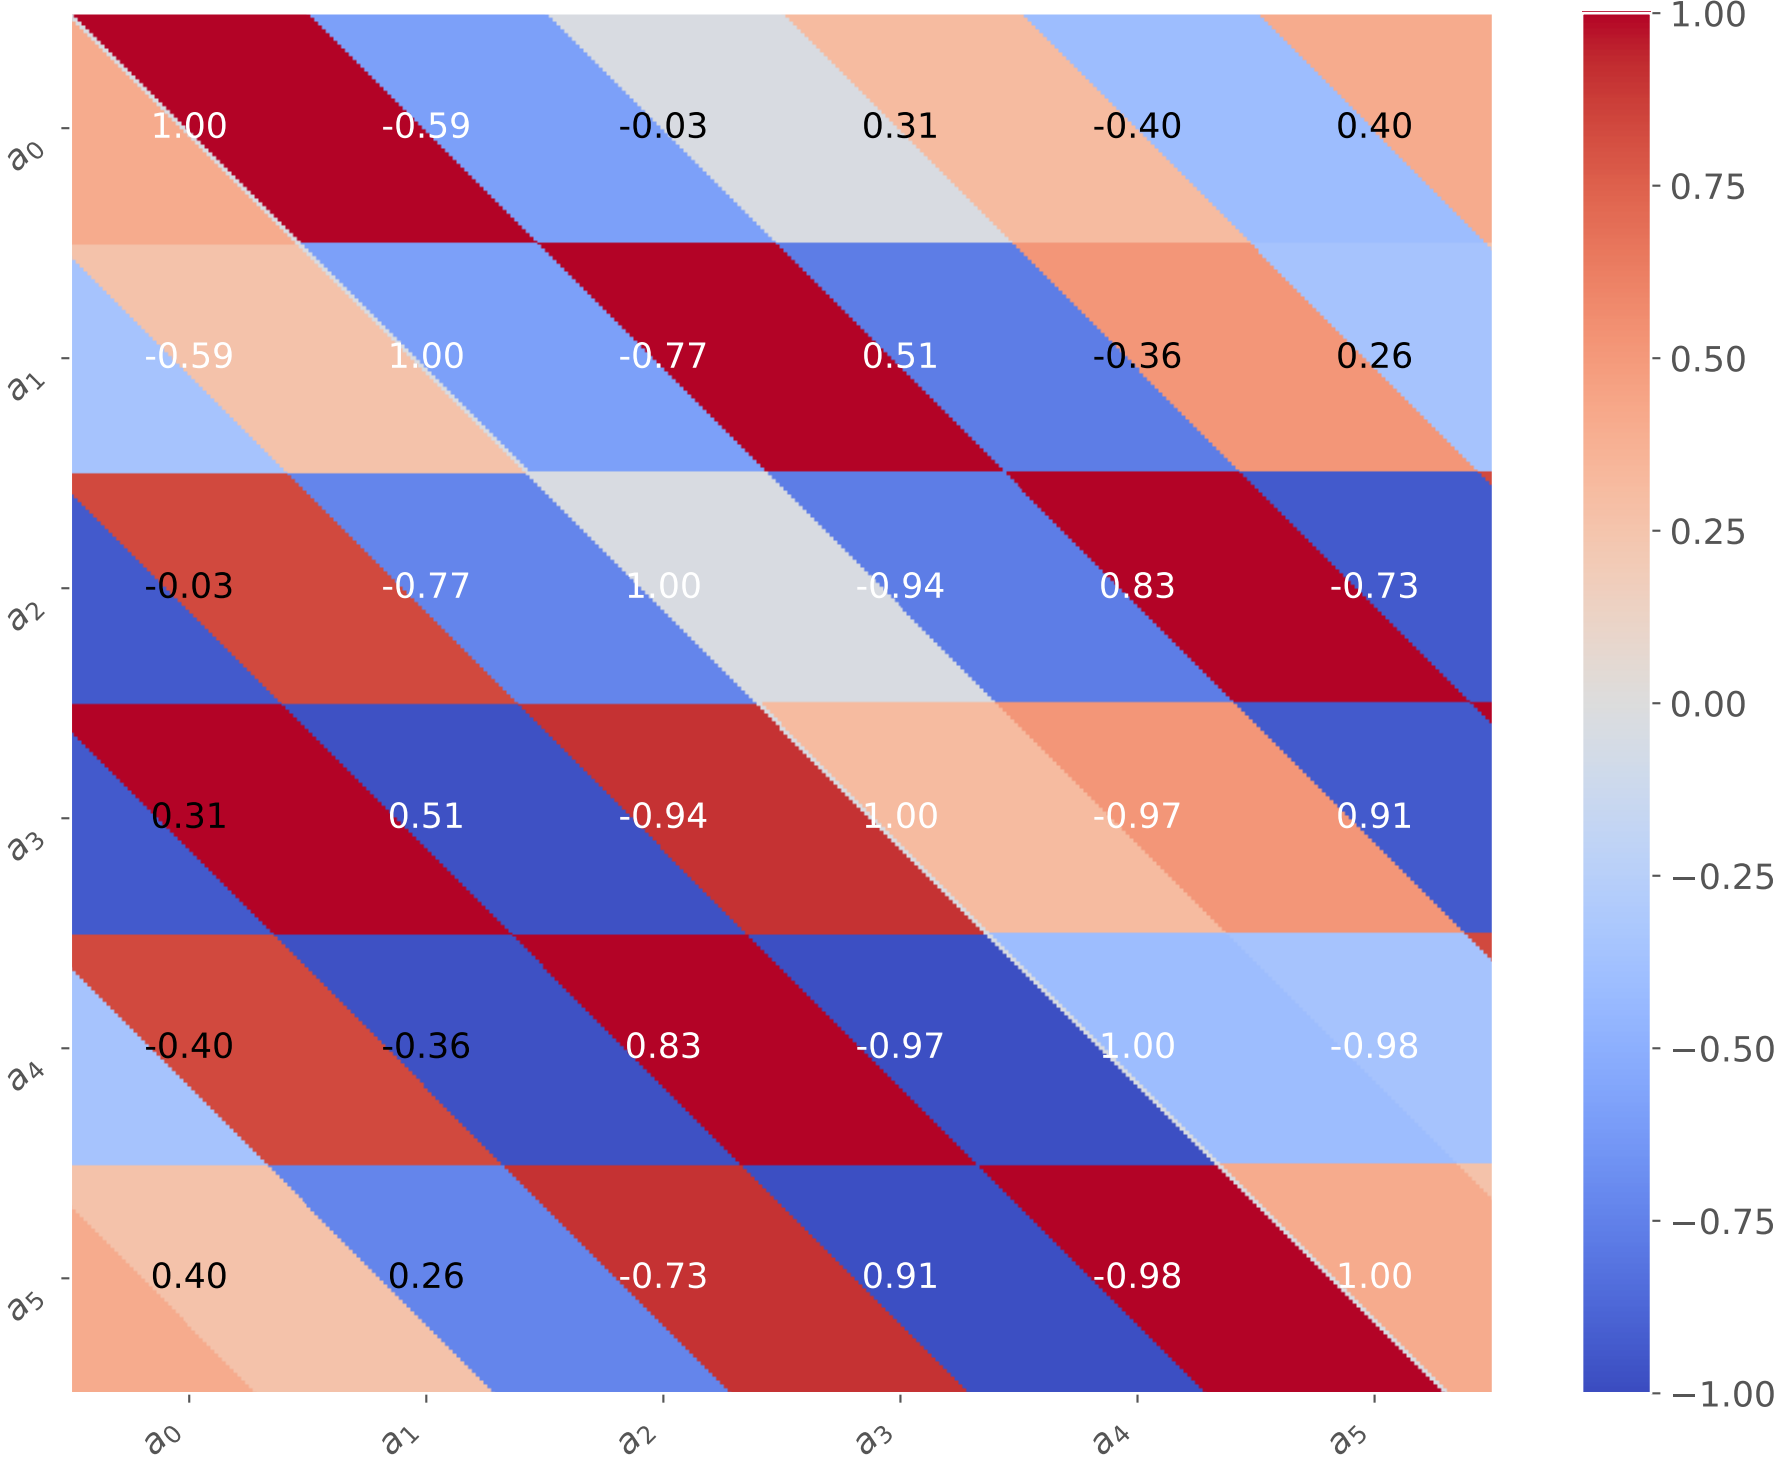 1.00
a0 1.00 -0.59 -0.03 0.31 -0.40 0.40
0.75
a1 -0.59 1.00 -0.77 0.51 -0.36 0.26
0.50
0.25
a2 -0.03 -0.77 1.00 -0.94 0.83 -0.73
0.00
a3 0.31 0.51 -0.94 1.00 -0.97 0.91
−0.25
a4 -0.40 -0.36 0.83 -0.97 1.00 -0.98
−0.50
−0.75
a5 0.40 0.26 -0.73 0.91 -0.98 1.00
−1.00
a0 a1 a2 a3 a4 a5